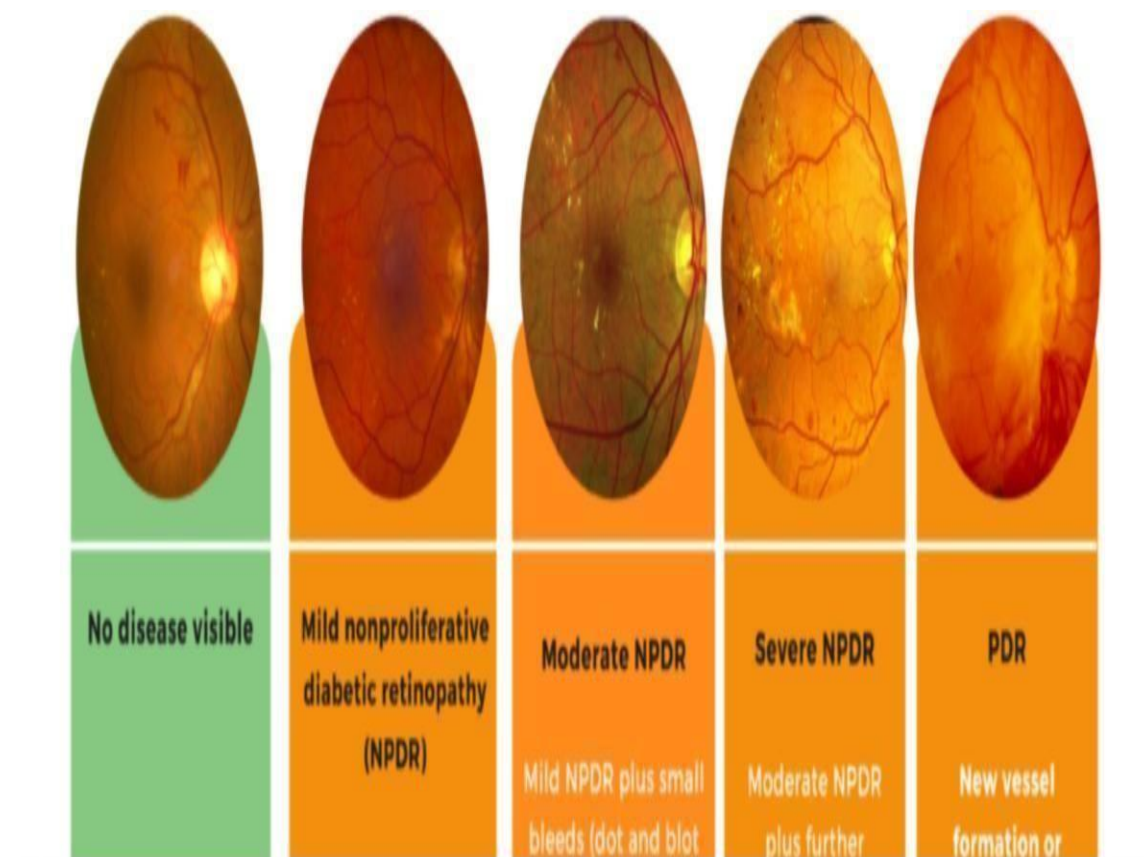 No disease visible
Mild nonproliferative
diabetic retinopathy
(NPDR)
Moderate NPDR
Mild NPDR plus small
bleeds (dot and blot
Severe NPDR
Moderate NPDR
plus further
PDR
New vessel
formation or